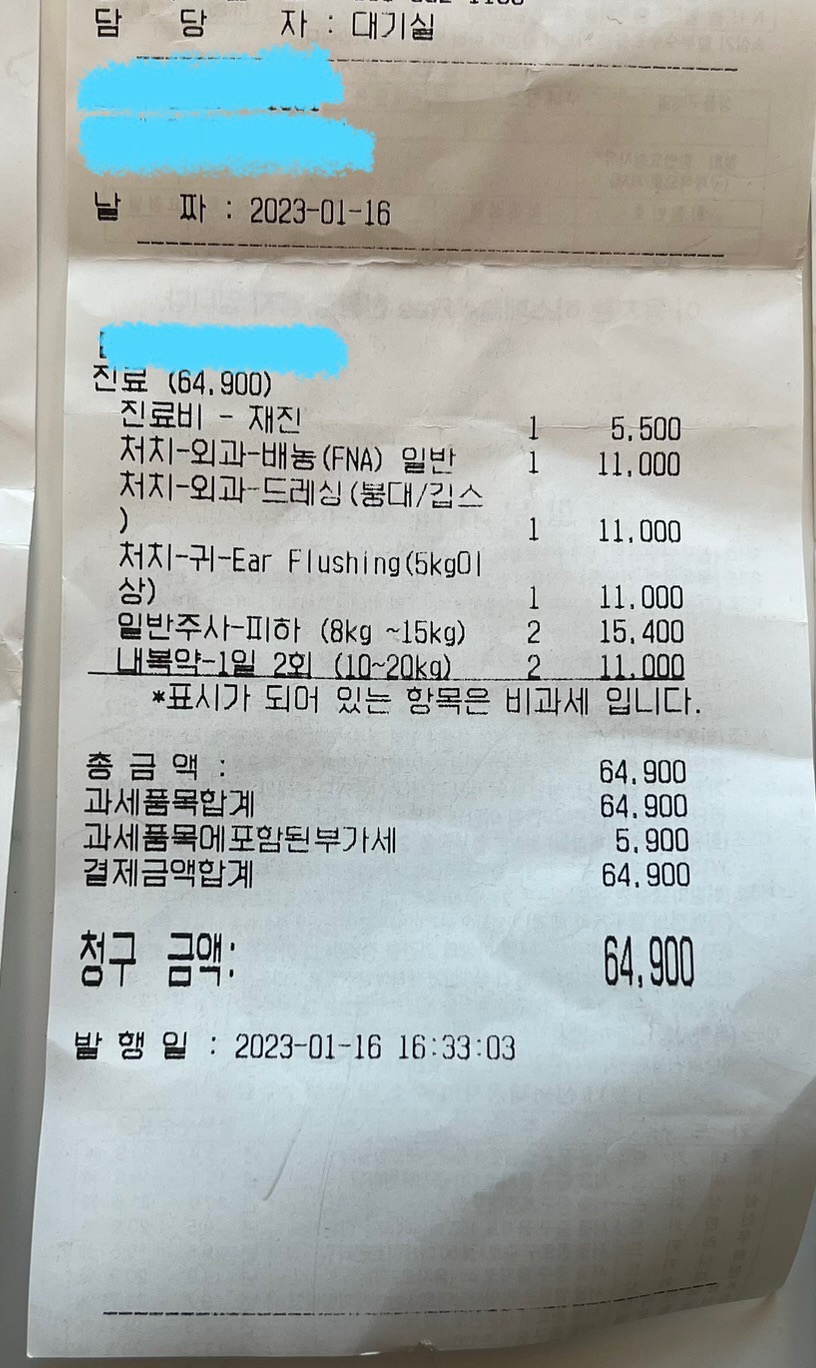 담 당 자 : 대기실
날 짜 : 2023-01-16
진료 (64,900)
진료비 - 재진 1 5,500
처치-외과-배농(FNA) 일반 1 11,000
처치-외과-드레싱(붕대/깁스
) 1 11,000
처치-귀-Ear Flushing(5kg이
상) 1 11,000
일반주사-피하 (8kg ~15kg) 2 15,400
내복약-1일 2회 (10~20kg) 2 11,000
*표시가 되어 있는 항목은 비과세 입니다.
총 금 액 : 64,900
과세품목합계 64,900
과세품목에포함된부가세 5,900
결제금액합계 64,900
청구 금액: 64,900
발 행 일 : 2023-01-16 16:33:03